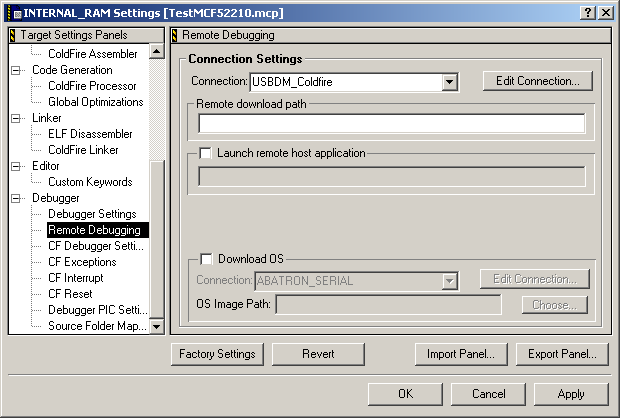 INTERNAL_RAM Settings [TestMCF52210.mcp]
Target Settings Panels
ColdFire Assembler
Code Generation
ColdFire Processor
Global Optimizations
Linker
ELF Disassembler
ColdFire Linker
Editor
Custom Keywords
Debugger
Debugger Settings
Remote Debugging
CF Debugger Setti...
CF Exceptions
CF Interrupt
CF Reset
Debugger PIC Setti...
Source Folder Map...
Remote Debugging
Connection Settings
Connection: USBDM_Coldfire Edit Connection...
Remote download path
Launch remote host application
Download OS
Connection: ABATRON_SERIAL Edit Connection...
OS Image Path: Choose...
Factory Settings Revert Import Panel... Export Panel...
OK Cancel Apply